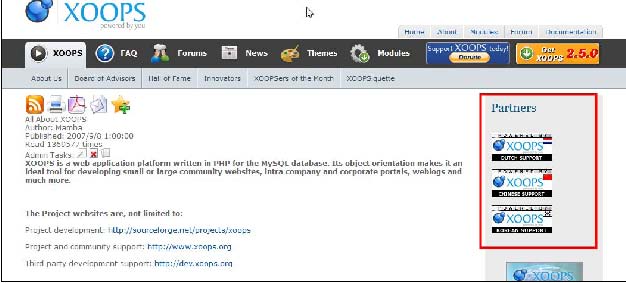 XOOPS
powered by you
Home About Modules Forum Documentation
XOOPS FAQ Forums News Themes Modules
Support XOOPS today!
Donate
Get XOOPS 2.5.0
About Us Board of Advisors Hall of Fame Innovators XOOPSers of the Month XOOPSiquette
All About XOOPS
Author: Mamba
Published: 2007/9/8 1:00:00
Read 1360577 times
Admin Tasks:
XOOPS is a web application platform written in PHP for the MySQL database. Its object orientation makes it an
ideal tool for developing small or large community websites, intra company and corporate portals, weblogs and
much more.
The Project websites are, not limited to:
Project development: http://sourceforge.net/projects/xoops
Project and community support: http://www.xoops.org
Third party development support: http://dev.xoops.org
Partners
XOOPS
DUTCH SUPPORT
XOOPS
CHINESE SUPPORT
XOOPS
KOREAN SUPPORT
XOOPS